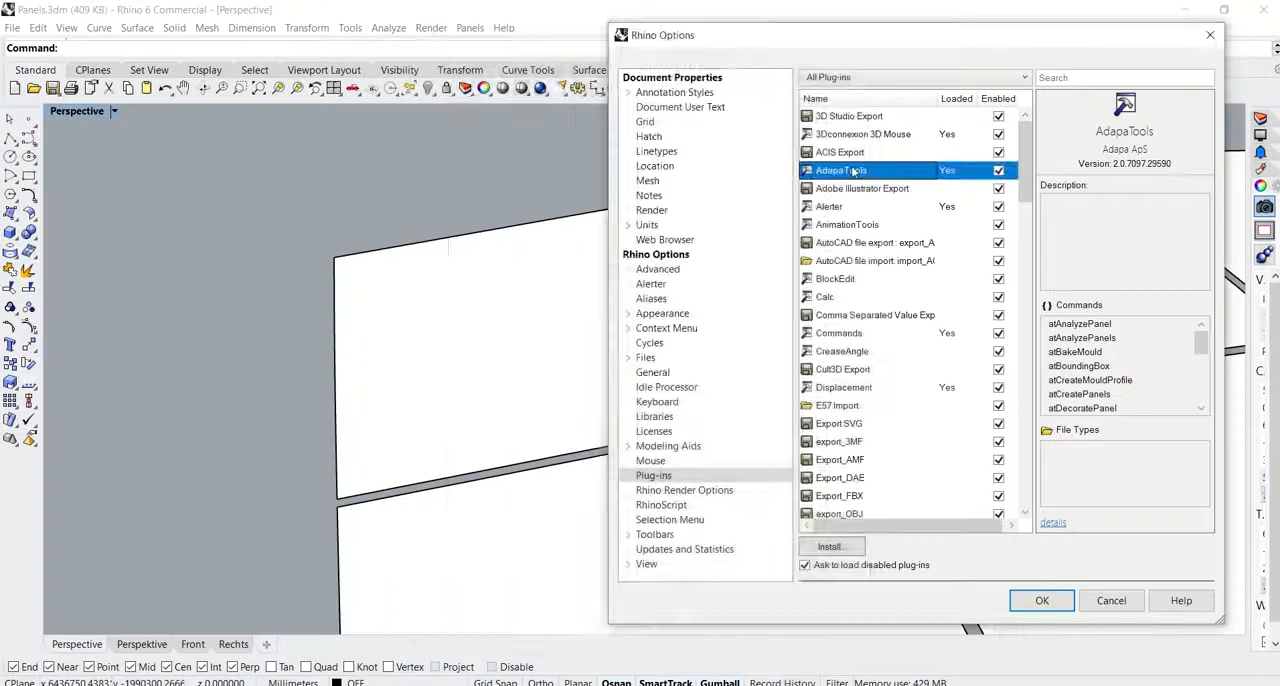 Panels.3dm (409 KB) - Rhino 6 Commercial - [Perspective]
File Edit View Curve Surface Solid Mesh Dimension Transform Tools Analyze Render Panels Help
Command:
Standard CPlanes Set View Display Select Viewport Layout Visibility Transform Curve Tools Surface
Perspective
Rhino Options
Document Properties
Annotation Styles
Document User Text
Grid
Hatch
Linetypes
Location
Mesh
Notes
Render
Units
Web Browser
Rhino Options
Advanced
Alerter
Aliases
Appearance
Context Menu
Cycles
Files
General
Idle Processor
Keyboard
Libraries
Licenses
Modeling Aids
Mouse
Plug-ins
Rhino Render Options
RhinoScript
Selection Menu
Toolbars
Updates and Statistics
View
All Plug-ins
Name Loaded Enabled
3D Studio Export
3Dconnexion 3D Mouse Yes
ACIS Export
AdapaTools Yes
Adobe Illustrator Export
Alerter Yes
AnimationTools
AutoCAD file export : export_A
AutoCAD file import: import_A
BlockEdit
Calc
Comma Separated Value Exp
Commands Yes
CreaseAngle
Cult3D Export
Displacement Yes
E57 Import
Export SVG
export_3MF
Export_AMF
Export_DAE
Export_FBX
export_OBJ
Install...
Ask to load disabled plug-ins
Search
AdapaTools
Adapa ApS
Version: 2.0.7097.29590
Description:
Commands
atAnalyzePanel
atAnalyzePanels
atBakeMould
atBoundingBox
atCreateMouldProfile
atCreatePanels
atDecoratePanel
File Types
details
OK Cancel Help
Perspective Perspektive Front Rechts
End Near Point Mid Cen Int Perp Tan Quad Knot Vertex Project Disable
CPlane x 6436750.4383 y -1990300.2666 z 0.000000 Millimeters OFF Grid Snap Ortho Planar Osnap SmartTrack Gumball Record History Filter Memory use: 429 MB